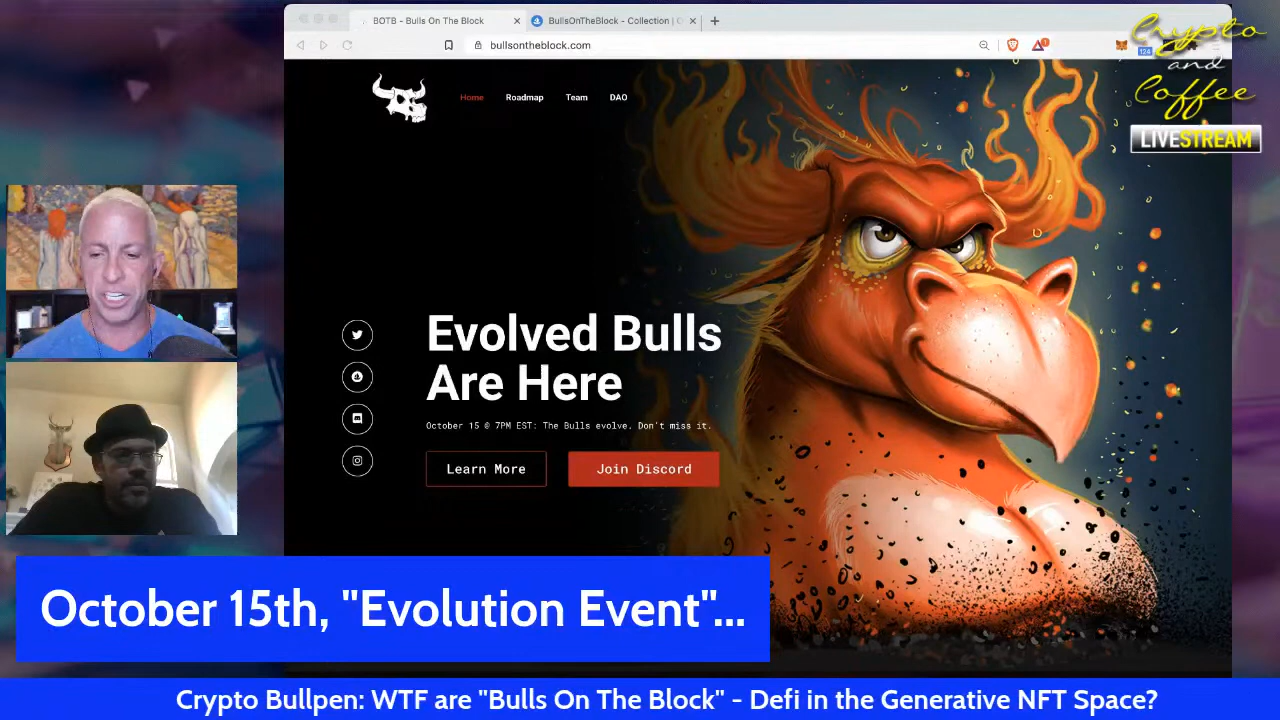 BOTB - Bulls On The Block
BullsOnTheBlock - Collection |
bullsontheblock.com
Crypto
and
Coffee
LIVESTREAM
1
124
Home
Roadmap
Team
DAO
Evolved Bulls
Are Here
October 15 @ 7PM EST: The Bulls evolve. Don't miss it.
Learn More
Join Discord
October 15th, "Evolution Event"...
Crypto Bullpen: WTF are "Bulls On The Block" - Defi in the Generative NFT Space?